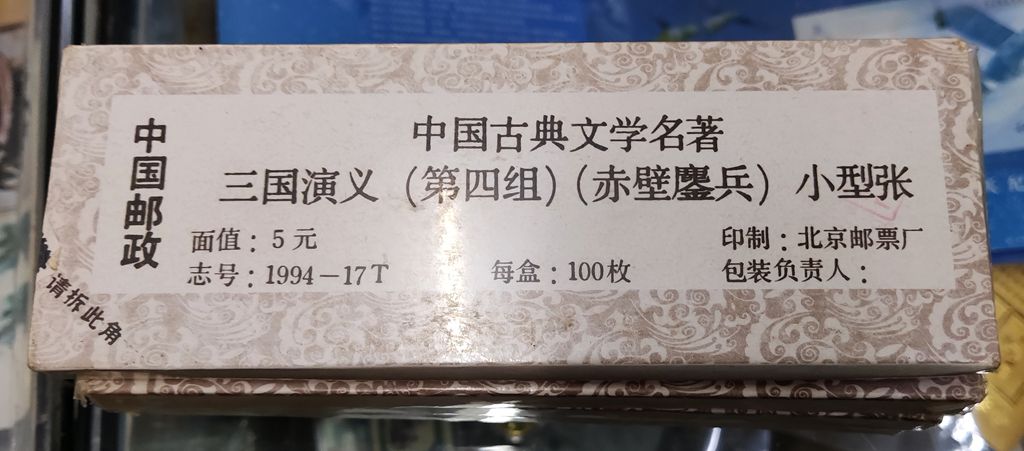 中国邮政
中国古典文学名著
三国演义（第四组）（赤壁鏖兵）小型张
面值：5元
印制：北京邮票厂
志号：1994－17T
每盒：100枚
包装负责人：
请拆此角